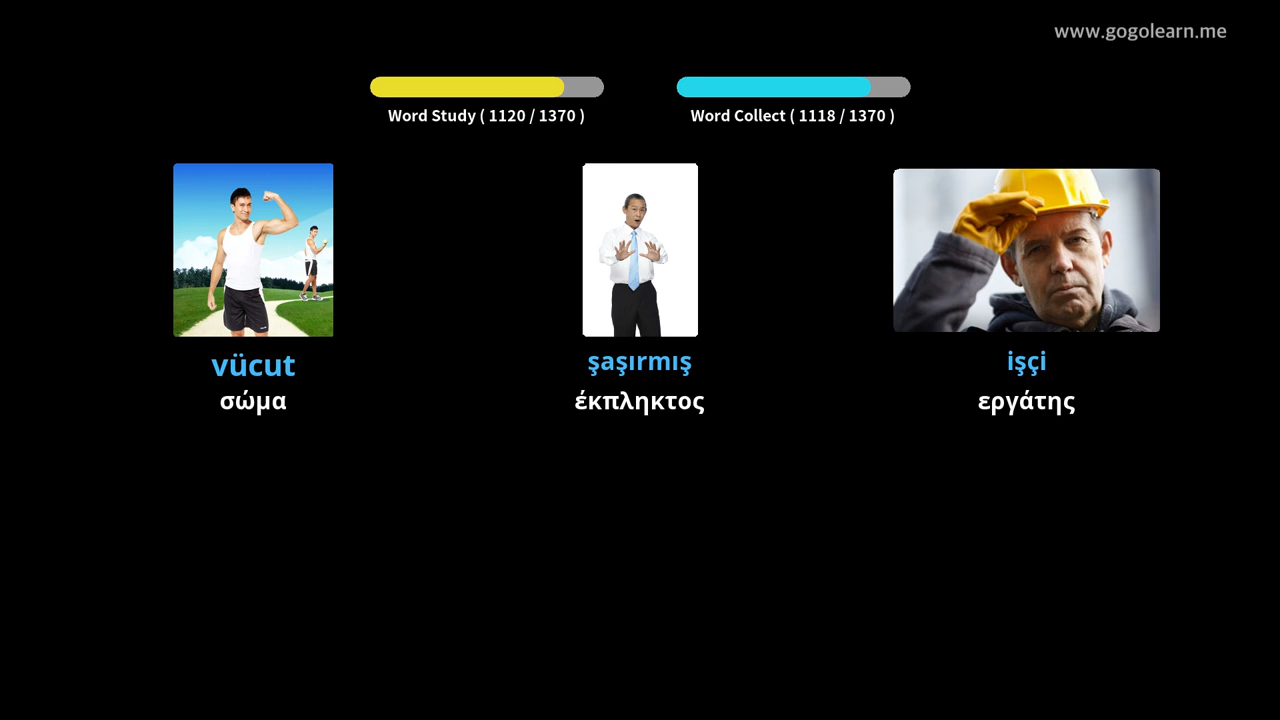 www.gogolearn.me
Word Study ( 1120 / 1370 )
Word Collect ( 1118 / 1370 )
vücut
σώμα
şaşırmış
έκπληκτος
işçi
εργάτης